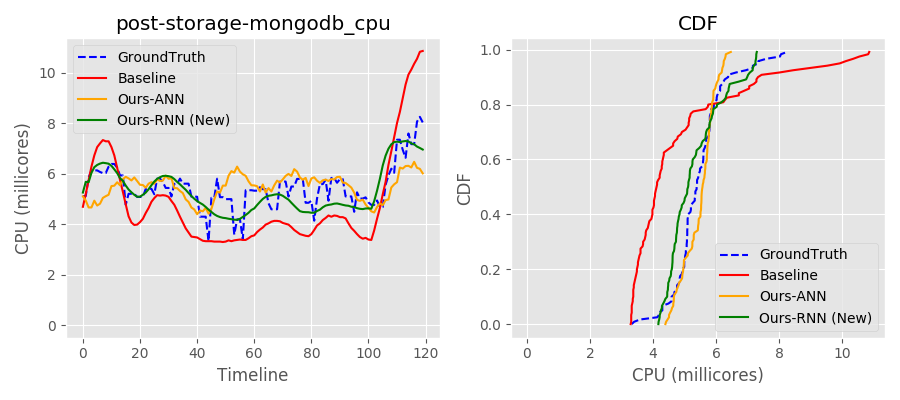 post-storage-mongodb_cpu
GroundTruth
Baseline
Ours-ANN
Ours-RNN (New)
CPU (millicores)
10
8
6
4
2
0
0
20
40
60
80
100
120
Timeline
CDF
CDF
1.0
0.8
0.6
0.4
0.2
0.0
GroundTruth
Baseline
Ours-ANN
Ours-RNN (New)
0
2
4
6
8
10
CPU (millicores)